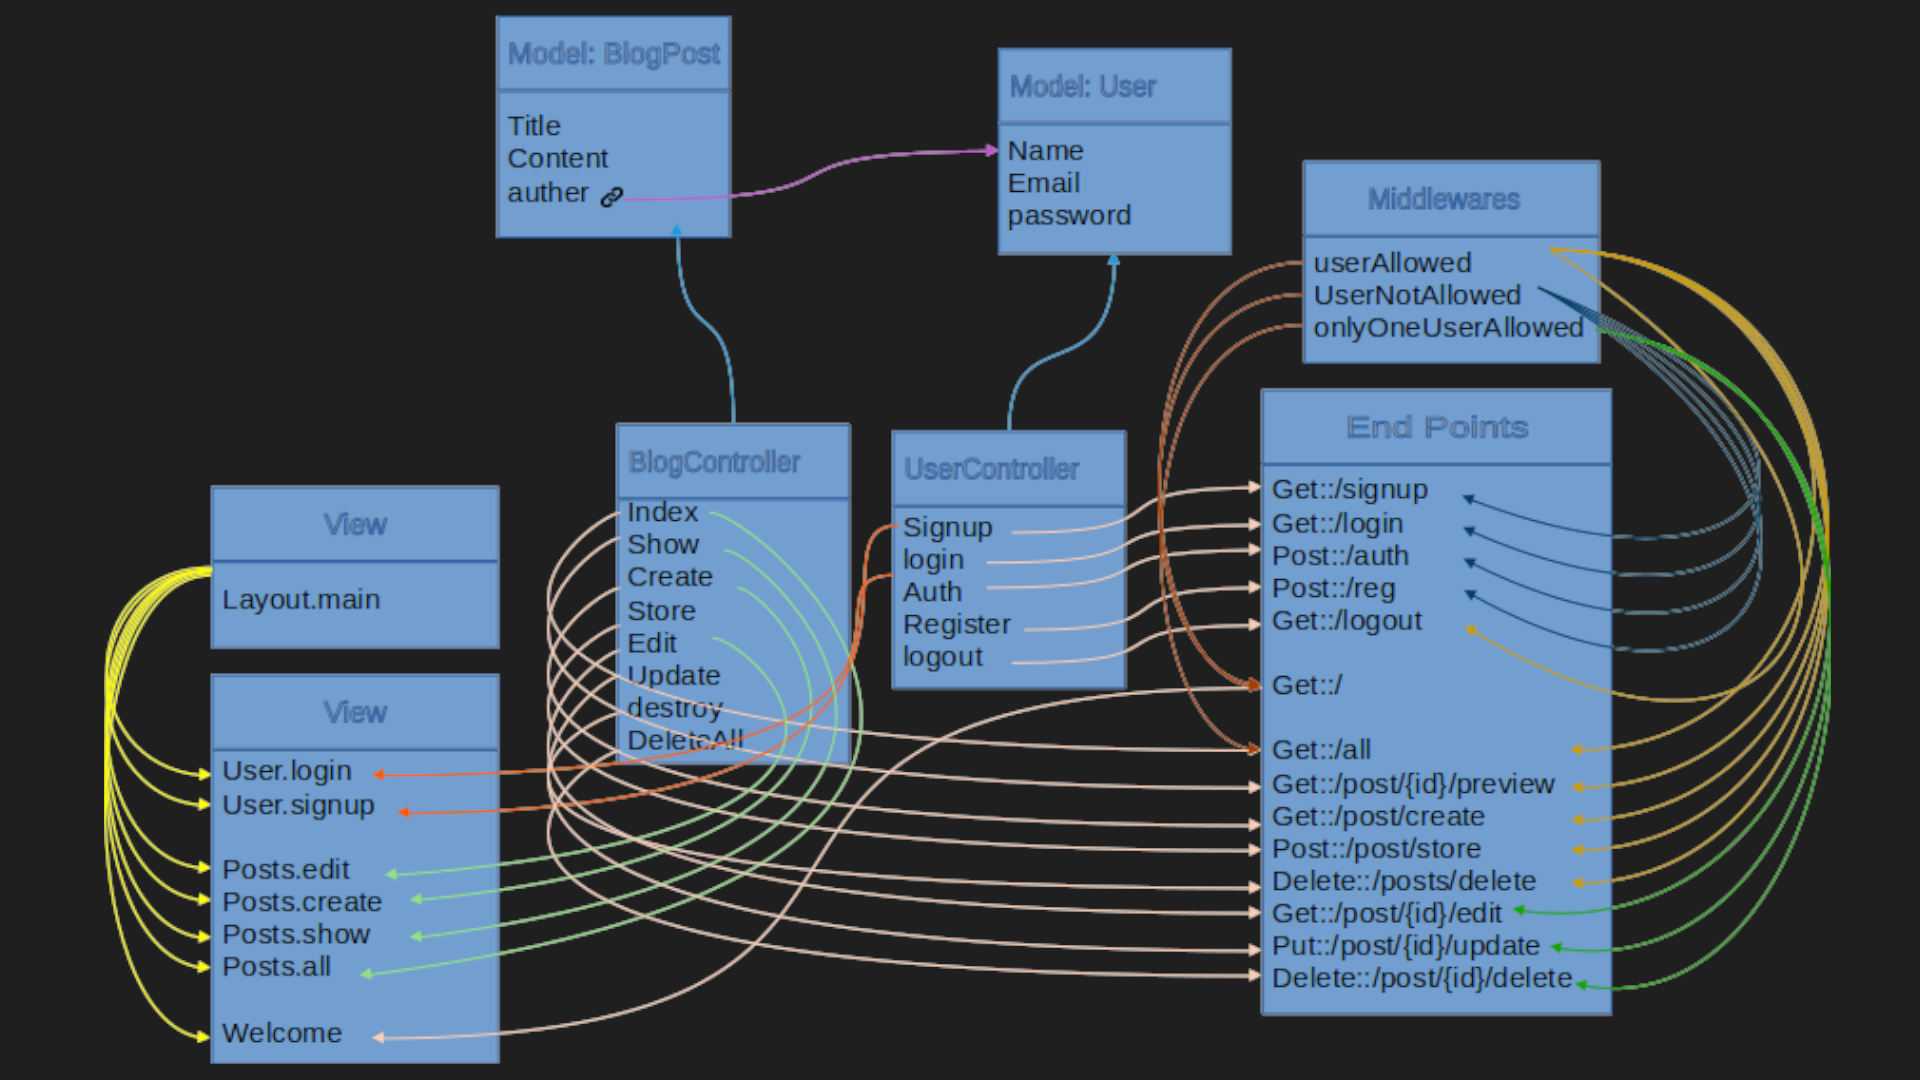 Model: BlogPost
Title
Content
auther
Model: User
Name
Email
password
Middlewares
userAllowed
UserNotAllowed
onlyOneUserAllowed
BlogController
Index
Show
Create
Store
Edit
Update
destroy
DeleteAll
UserController
Signup
login
Auth
Register
logout
End Points
Get::/signup
Get::/login
Post::/auth
Post::/reg
Get::/logout
Get::/
Get::/all
Get::/post/{id}/preview
Get::/post/create
Post::/post/store
Delete::/posts/delete
Get::/post/{id}/edit
Put::/post/{id}/update
Delete::/post/{id}/delete
View
Layout.main
View
User.login
User.signup
Posts.edit
Posts.create
Posts.show
Posts.all
Welcome